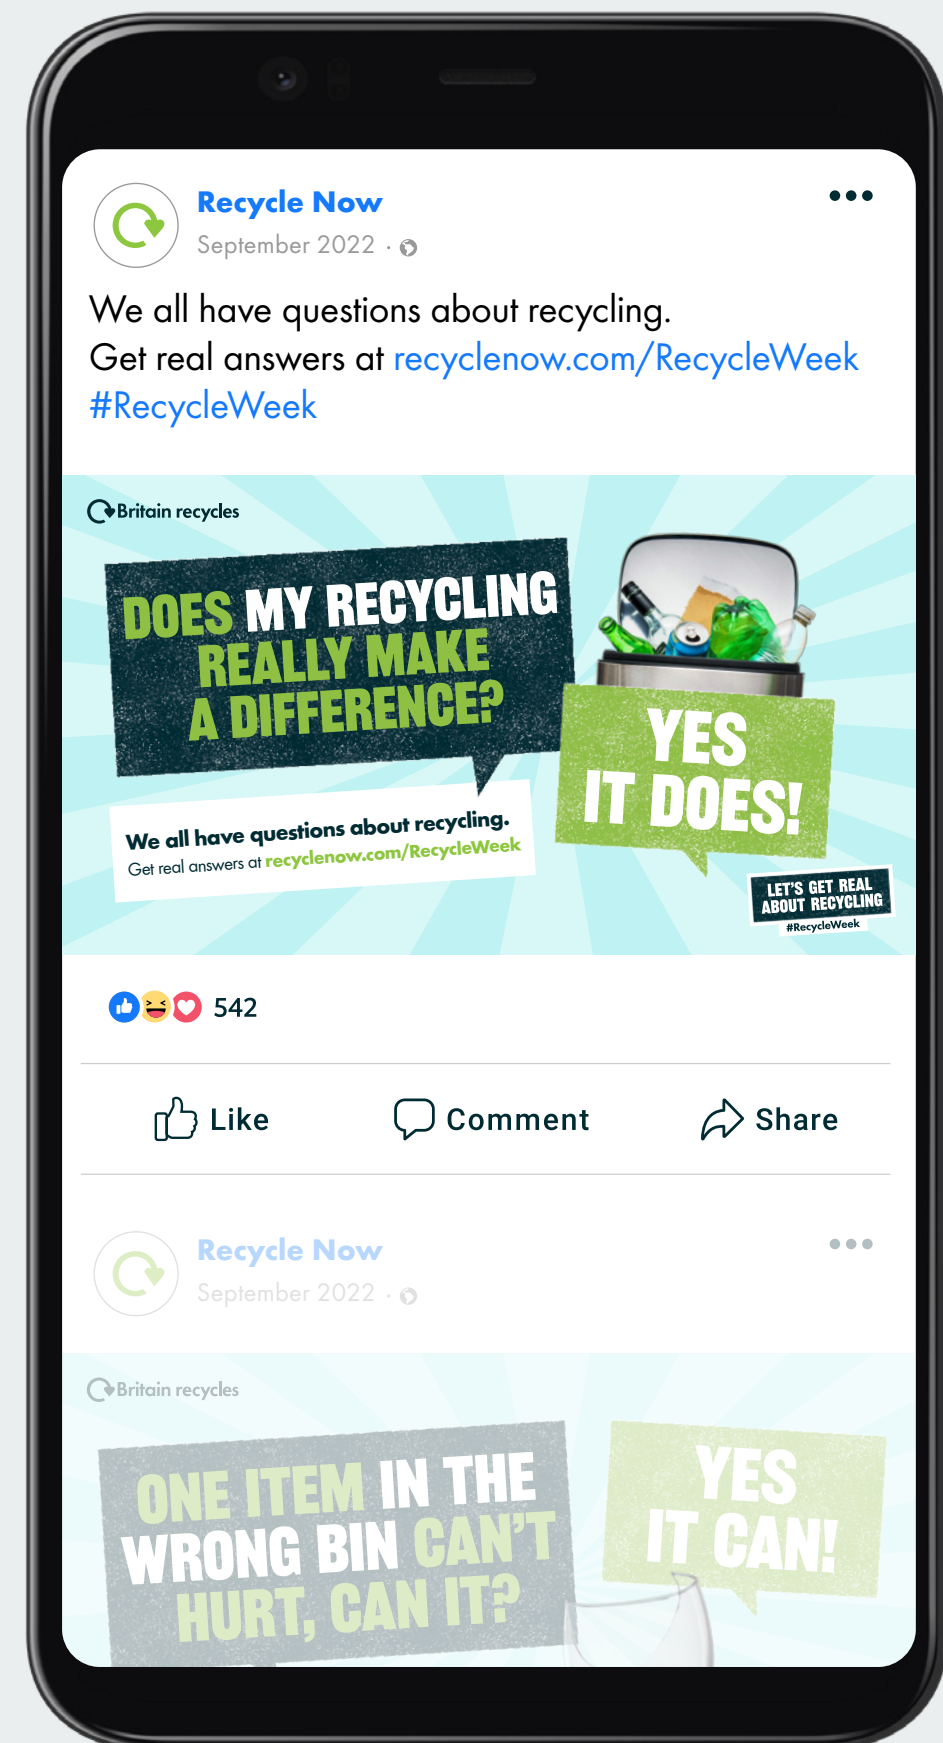 Recycle Now
September 2022 ·
We all have questions about recycling.
Get real answers at recyclenow.com/RecycleWeek
#RecycleWeek
Britain recycles
DOES MY RECYCLING
REALLY MAKE
A DIFFERENCE?
YES
IT DOES!
We all have questions about recycling.
Get real answers at recyclenow.com/RecycleWeek
LET'S GET REAL
ABOUT RECYCLING
#RecycleWeek
542
Like
Comment
Share
Recycle Now
September 2022 ·
Britain recycles
ONE ITEM IN THE
WRONG BIN CAN'T
HURT, CAN IT?
YES
IT CAN!